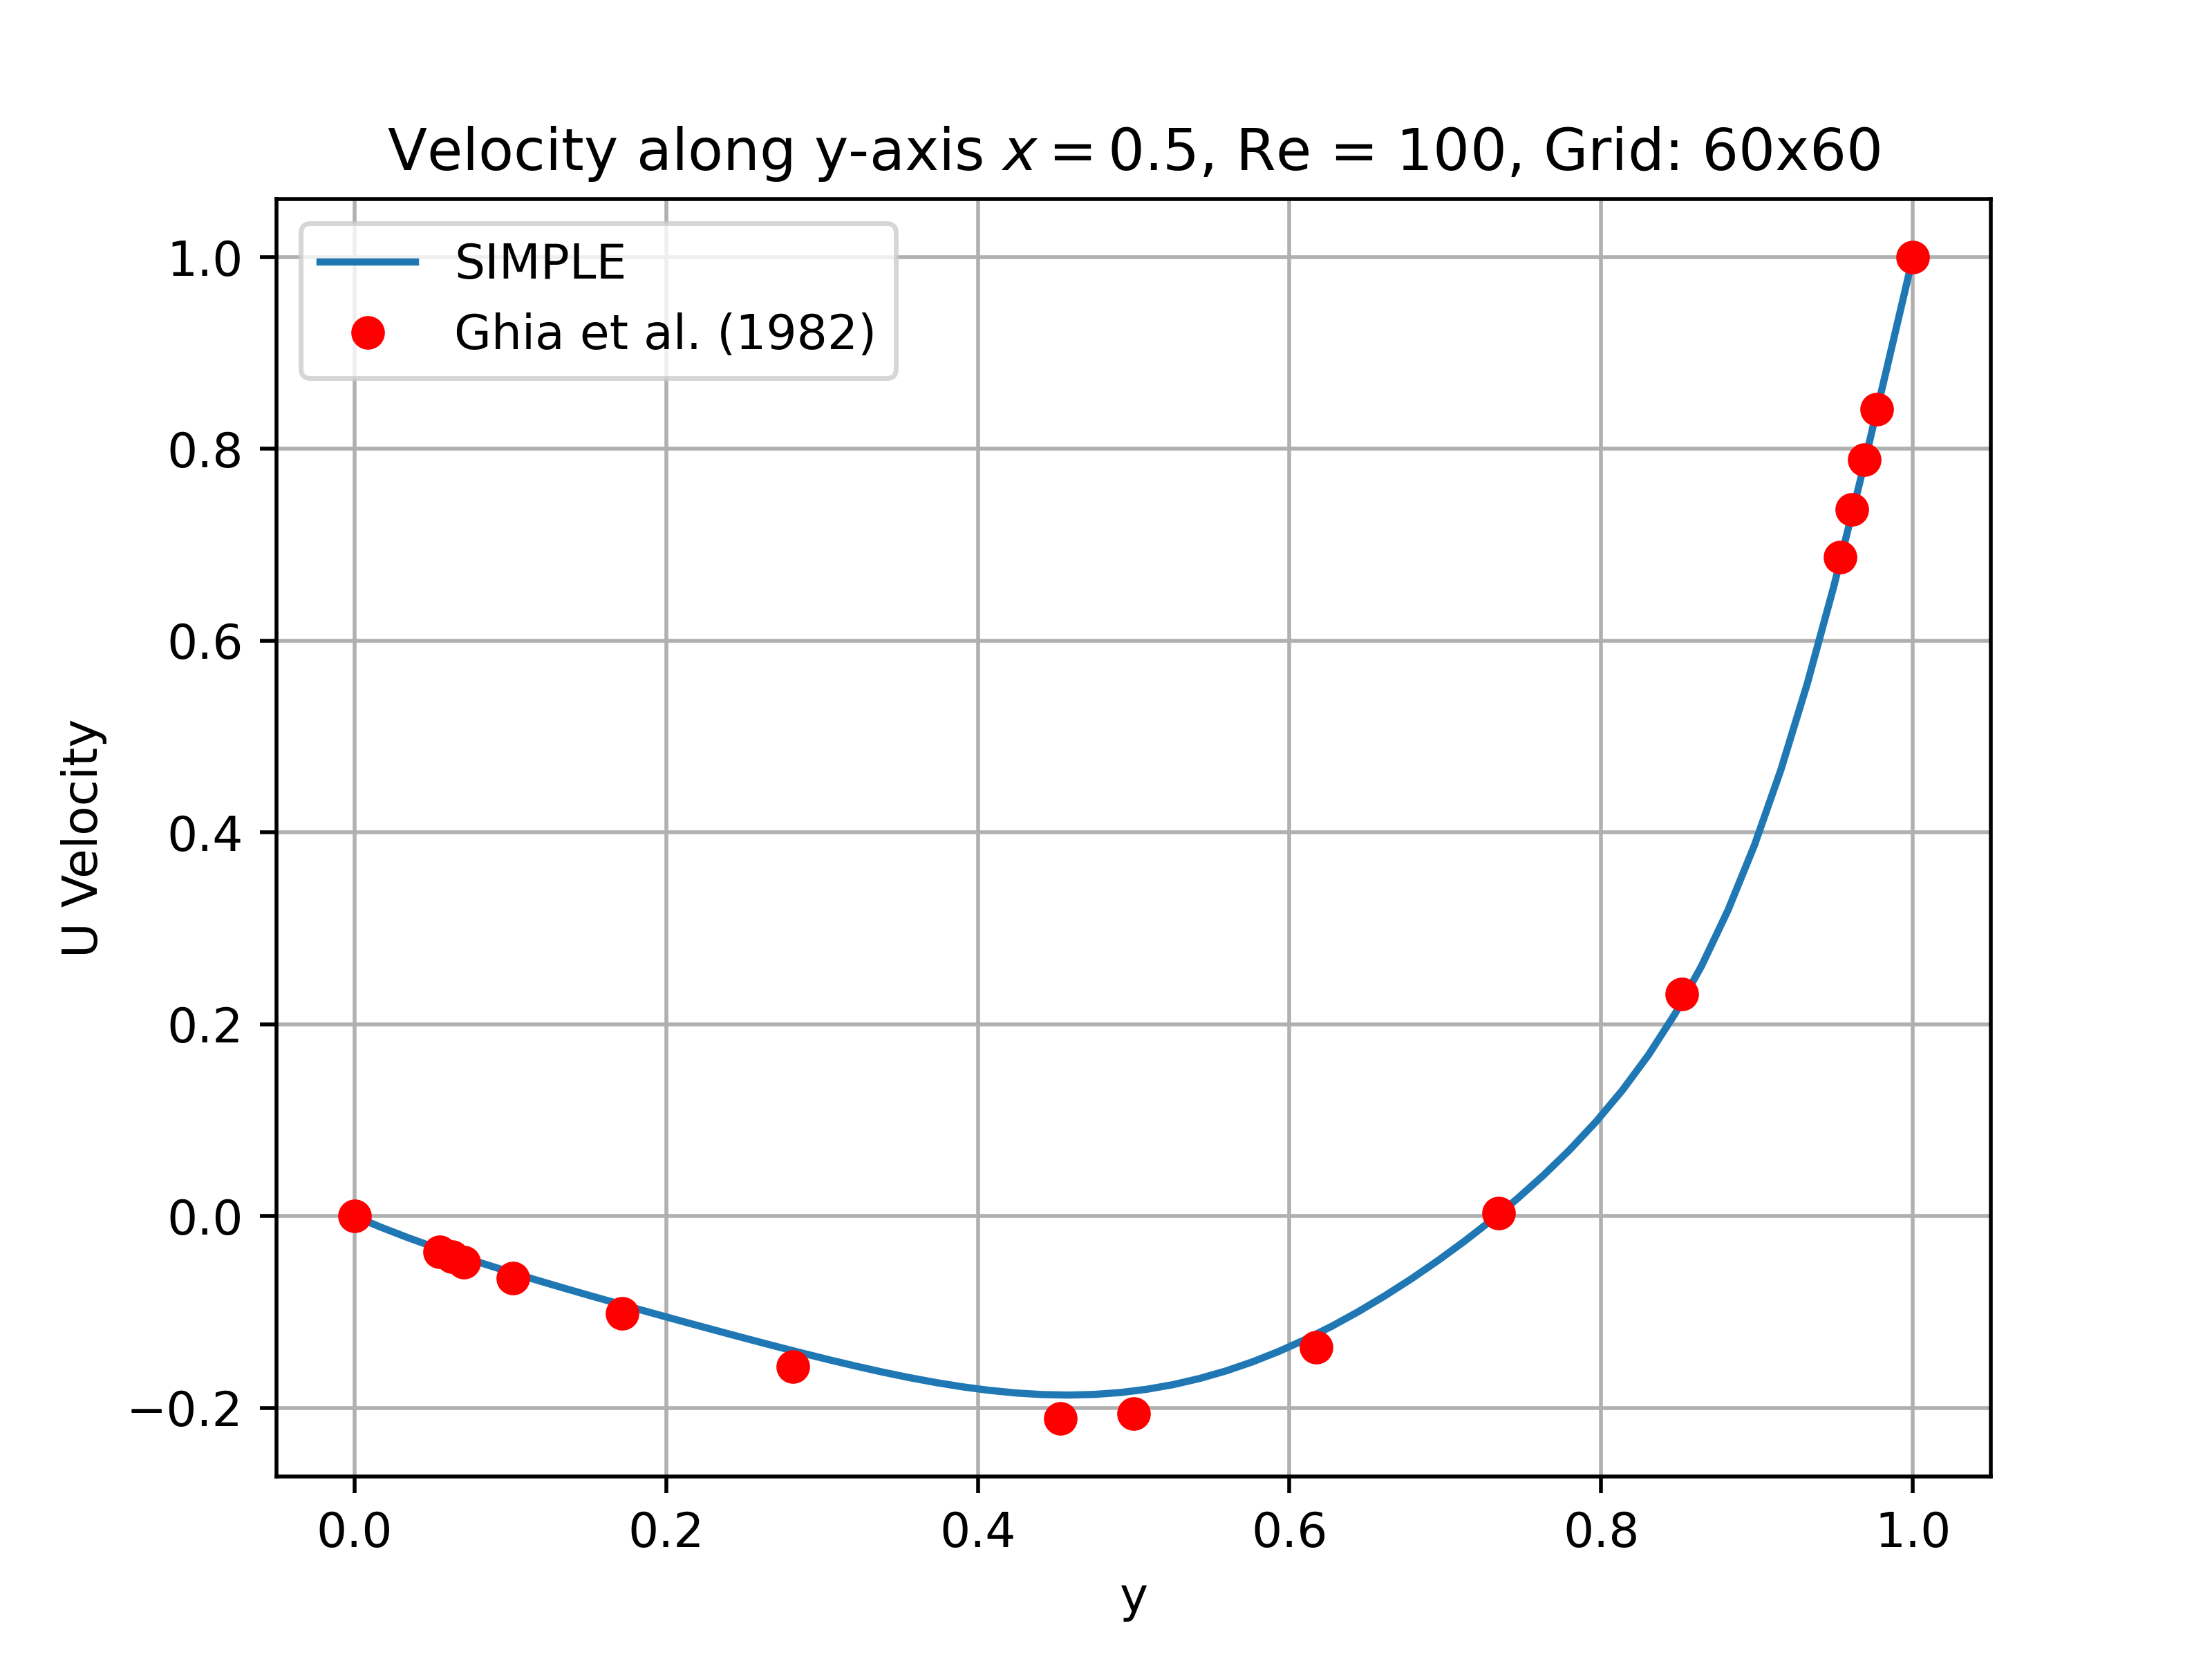 Velocity along y-axis x = 0.5, Re = 100, Grid: 60x60
SIMPLE
Ghia et al. (1982)
1.0
0.8
0.6
0.4
0.2
0.0
−0.2
U Velocity
0.0 0.2 0.4 0.6 0.8 1.0
y